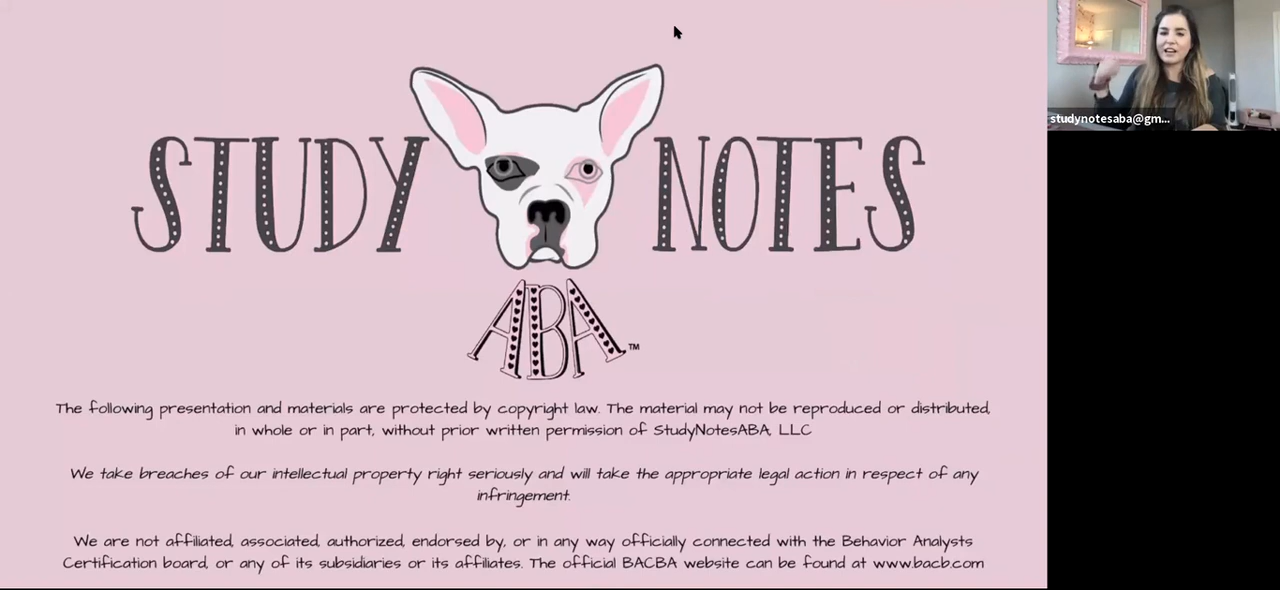 STUDY NOTES
ABA TM
The following presentation and materials are protected by copyright law. The material may not be reproduced or distributed,
in whole or in part, without prior written permission of StudyNotesABA, LLC
We take breaches of our intellectual property right seriously and will take the appropriate legal action in respect of any
infringement.
We are not affiliated, associated, authorized, endorsed by, or in any way officially connected with the Behavior Analysts
Certification board, or any of its subsidiaries or its affiliates. The official BACBA website can be found at www.bacb.com
studynotesaba@gm...